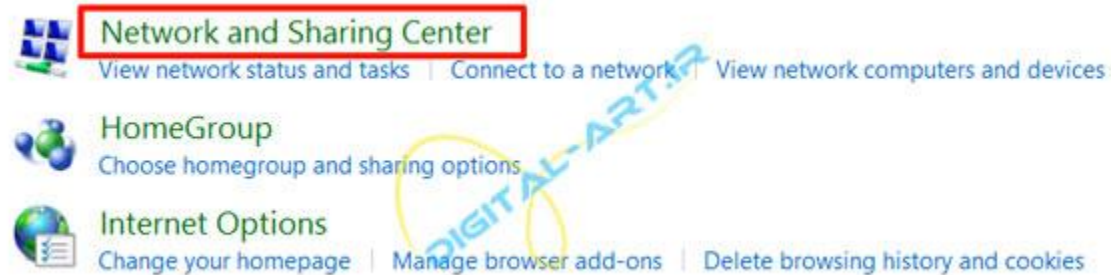 Network and Sharing Center
View network status and tasks | Connect to a network | View network computers and devices
HomeGroup
Choose homegroup and sharing options
Internet Options
Change your homepage | Manage browser add-ons | Delete browsing history and cookies
DIGITAL-ART.IR